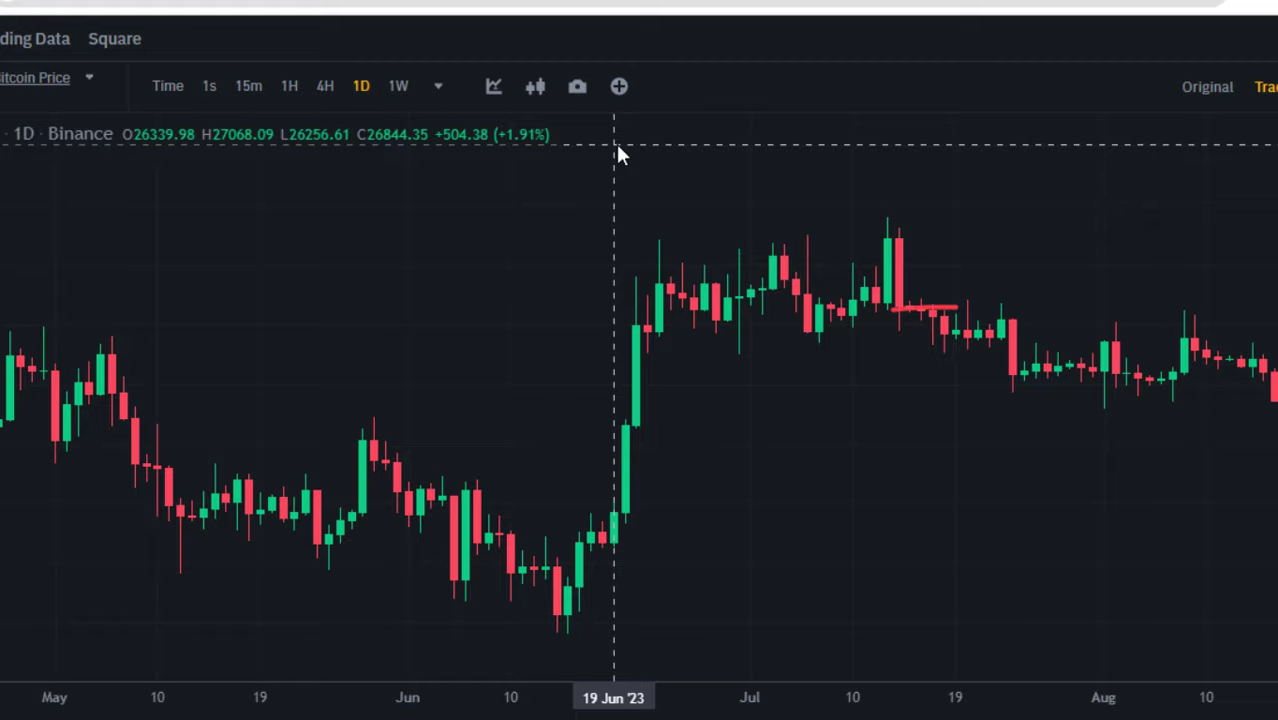 ding Data Square
itcoin Price Time 1s 15m 1H 4H 1D 1W Original Trad
· 1D · Binance O26339.98 H27068.09 L26256.61 C26844.35 +504.38 (+1.91%)
May 10 19 Jun 10 19 Jun '23 Jul 10 19 Aug 10